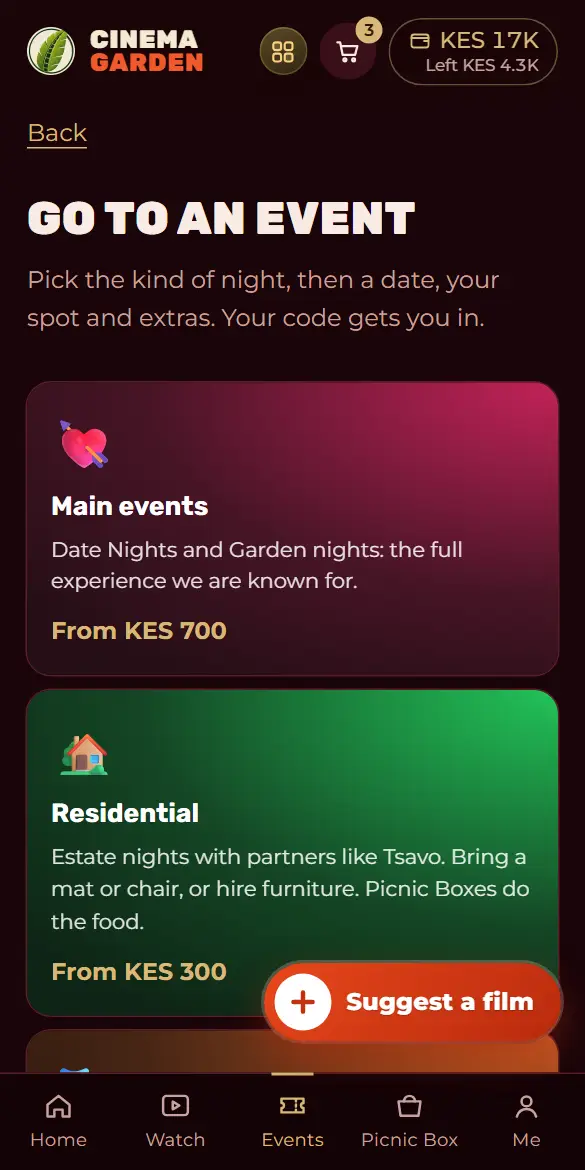 CINEMA
GARDEN
3
KES 17K
Left KES 4.3K
Back
GO TO AN EVENT
Pick the kind of night, then a date, your
spot and extras. Your code gets you in.
Main events
Date Nights and Garden nights: the full
experience we are known for.
From KES 700
Residential
Estate nights with partners like Tsavo. Bring a
mat or chair, or hire furniture. Picnic Boxes do
the food.
From KES 300
Suggest a film
Home
Watch
Events
Picnic Box
Me